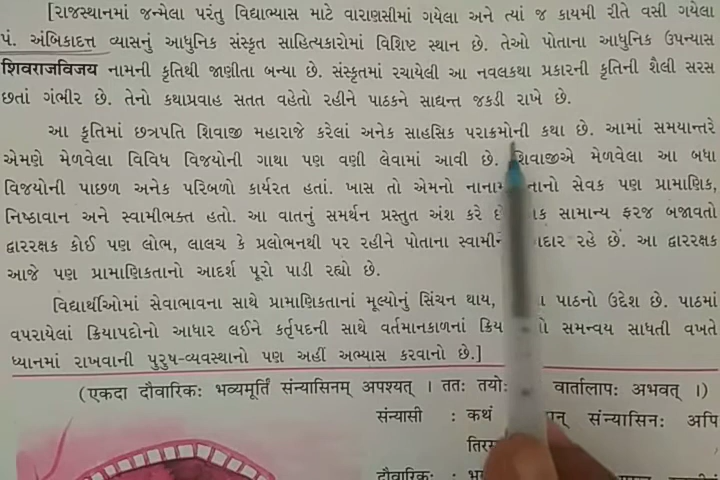 [રાજસ્થાનમાં જન્મેલા પરંતુ વિદ્યાભ્યાસ માટે વારાણસીમાં ગયેલા અને ત્યાં જ કાયમી રીતે વસી ગયેલા
પં. અંબિકાદત્ત વ્યાસનું આધુનિક સંસ્કૃત સાહિત્યકારોમાં વિશિષ્ટ સ્થાન છે. તેઓ પોતાના આધુનિક ઉપન્યાસ
શિવરાજવિજય નામની કૃતિથી જાણીતા બન્યા છે. સંસ્કૃતમાં રચાયેલી આ નવલકથા પ્રકારની કૃતિની શૈલી સરસ
છતાં ગંભીર છે. તેનો કથાપ્રવાહ સતત વહેતો રહીને પાઠકને સાદ્યન્ત જકડી રાખે છે.
આ કૃતિમાં છત્રપતિ શિવાજી મહારાજે કરેલાં અનેક સાહસિક પરાક્રમોની કથા છે. આમાં સમયાન્તરે
એમણે મેળવેલા વિવિધ વિજયોની ગાથા પણ વણી લેવામાં આવી છે. શિવાજીએ મેળવેલા આ બધા
વિજયોની પાછળ અનેક પરિબળો કાર્યરત હતાં. ખાસ તો એમનો સેવક પણ પ્રામાણિક,
નિષ્ઠાવાન અને સ્વામીભક્ત હતો. આ વાતનું સમર્થન પ્રસ્તુત અંશ કરે સામાન્ય ફરજ બજાવતો
દ્વારરક્ષક કોઈ પણ લોભ, લાલચ કે પ્રલોભનથી પર રહીને પોતાના રહે છે. આ દ્વારરક્ષક
આજે પણ પ્રામાણિકતાનો આદર્શ પૂરો પાડી રહ્યો છે.
વિદ્યાર્થીઓમાં સેવાભાવના સાથે પ્રામાણિકતાનાં મૂલ્યોનું સિંચન થાય, પાઠનો ઉદેશ છે. પાઠમાં
વપરાયેલાં ક્રિયાપદોનો આધાર લઈને કર્તૃપદની સાથે વર્તમાનકાળનાં સમન્વય સાધતી વખતે
ધ્યાનમાં રાખવાની પુરુષ-વ્યવસ્થાનો પણ અહીં અભ્યાસ કરવાનો છે.]
(एकदा दौवारिकः भव्यमूर्तिं संन्यासिनम् अपश्यत् । ततः वार्तालापः अभवत् ।)
संन्यासी : कथं संन्यासिनः अपि
दौवारिकः :